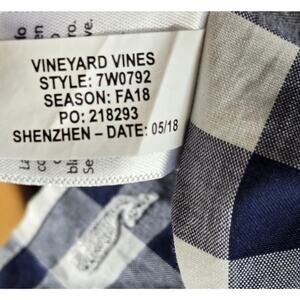 VINEYARD VINES
STYLE: 7W0792
SEASON: FA18
PO: 218293
SHENZHEN – DATE: 05/18